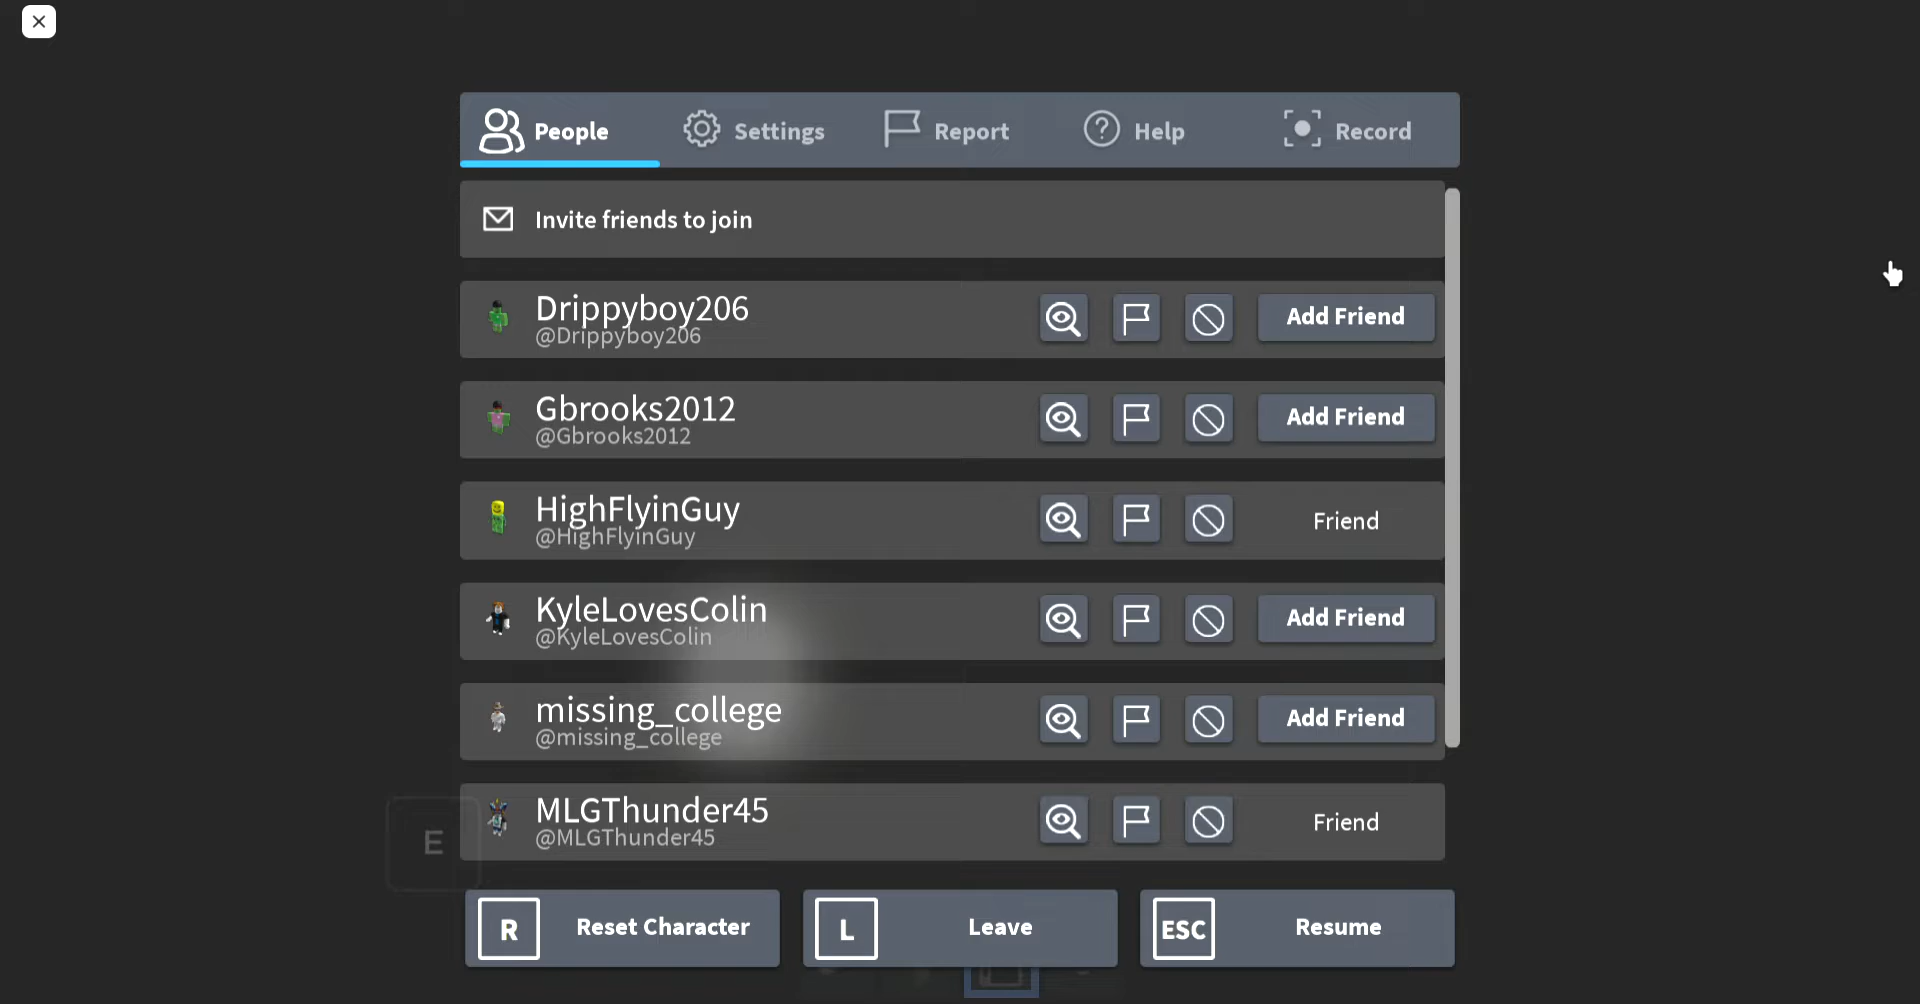 People
Settings
Report
Help
Record
Invite friends to join
Drippyboy206
@Drippyboy206
Add Friend
Gbrooks2012
@Gbrooks2012
Add Friend
HighFlyinGuy
@HighFlyinGuy
Friend
KyleLovesColin
@KyleLovesColin
Add Friend
missing_college
@missing_college
Add Friend
MLGThunder45
@MLGThunder45
Friend
E
R
Reset Character
L
Leave
ESC
Resume